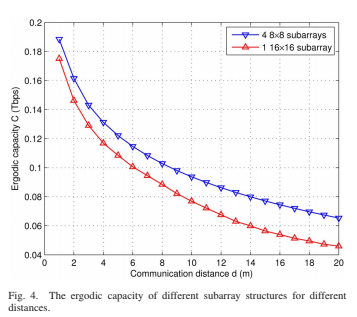 0.2
0.18
0.16
0.14
0.12
0.1
0.08
0.06
0.04
Ergodic capacity C (Tbps)
4 8×8 subarrays
1 16×16 subarray
0 2 4 6 8 10 12 14 16 18 20
Communication distance d (m)
Fig. 4. The ergodic capacity of different subarray structures for different
distances.